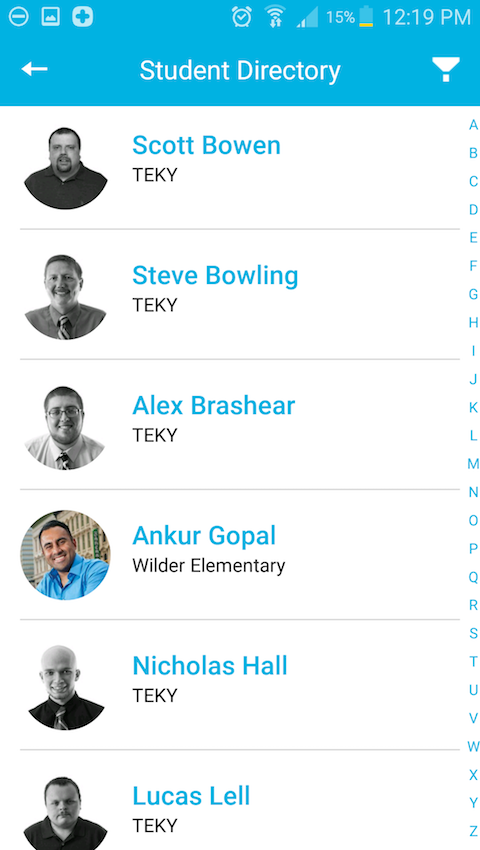 15% 12:19 PM
Student Directory
Scott Bowen
TEKY
Steve Bowling
TEKY
Alex Brashear
TEKY
Ankur Gopal
Wilder Elementary
Nicholas Hall
TEKY
Lucas Lell
TEKY
A
B
C
D
E
F
G
H
I
J
K
L
M
N
O
P
Q
R
S
T
U
V
W
X
Y
Z